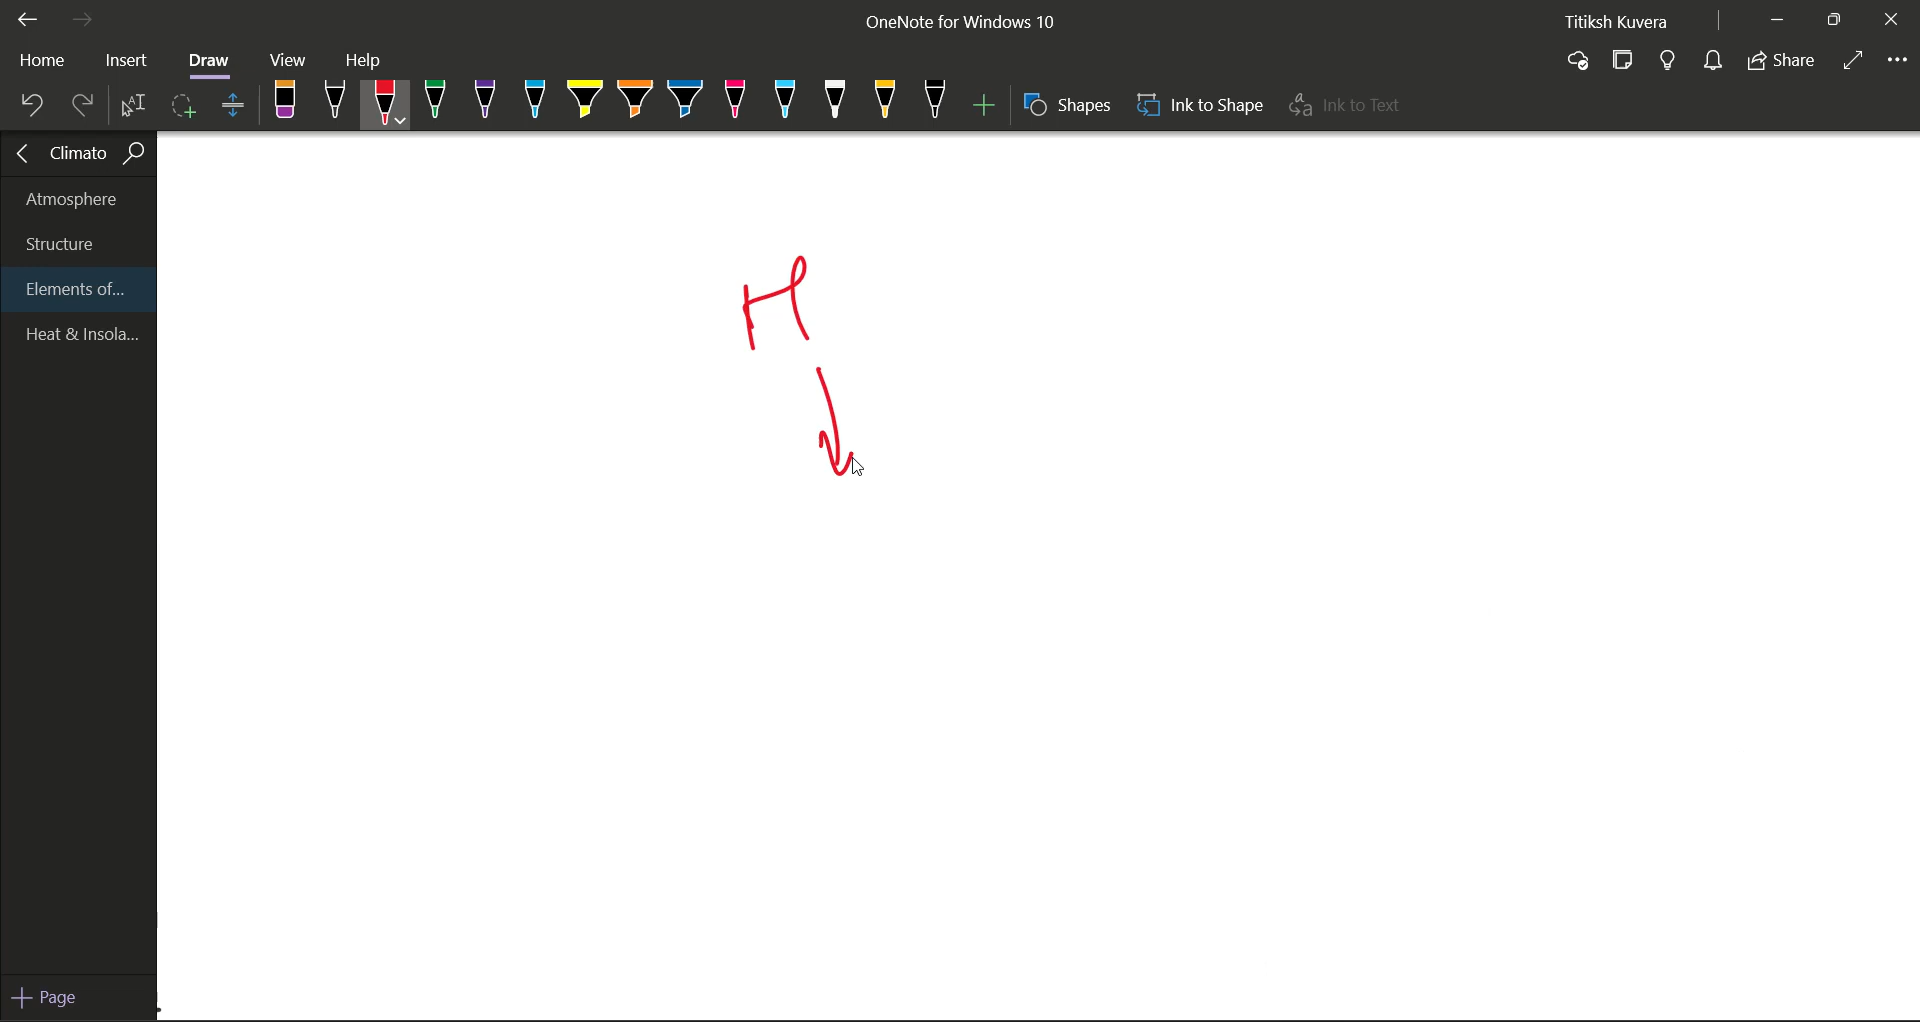 OneNote for Windows 10
Titiksh Kuvera
Home Insert Draw View Help
Share
Shapes Ink to Shape Ink to Text
Climato
Atmosphere
Structure
Elements of...
Heat & Insola...
H
Page